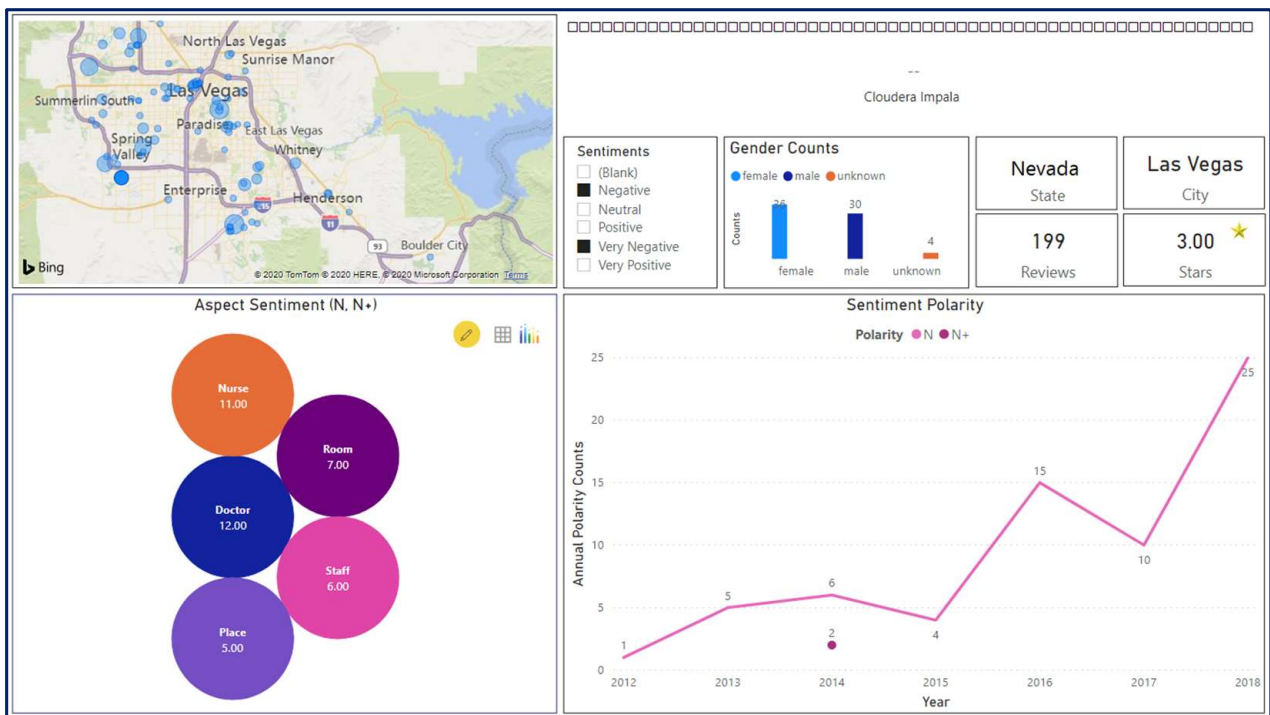 North Las Vegas
Sunrise Manor
Summerlin South
Las Vegas
Paradise
East Las Vegas
Spring
Valley
Whitney
Enterprise
Henderson
11
93
Boulder City
Bing
© 2020 TomTom © 2020 HERE, © 2020 Microsoft Corporation Terms
--
Cloudera Impala
Sentiments
(Blank)
Negative
Neutral
Positive
Very Negative
Very Positive
Gender Counts
female male unknown
Counts
26 30 4
female male unknown
Nevada
State
Las Vegas
City
199
Reviews
3.00
Stars
Aspect Sentiment (N, N+)
Nurse
11.00
Room
7.00
Doctor
12.00
Staff
6.00
Place
5.00
Sentiment Polarity
Polarity N N+
Annual Polarity Counts
25
20
15
10
5
0
1
5
6
2
4
15
10
25
2012 2013 2014 2015 2016 2017 2018
Year